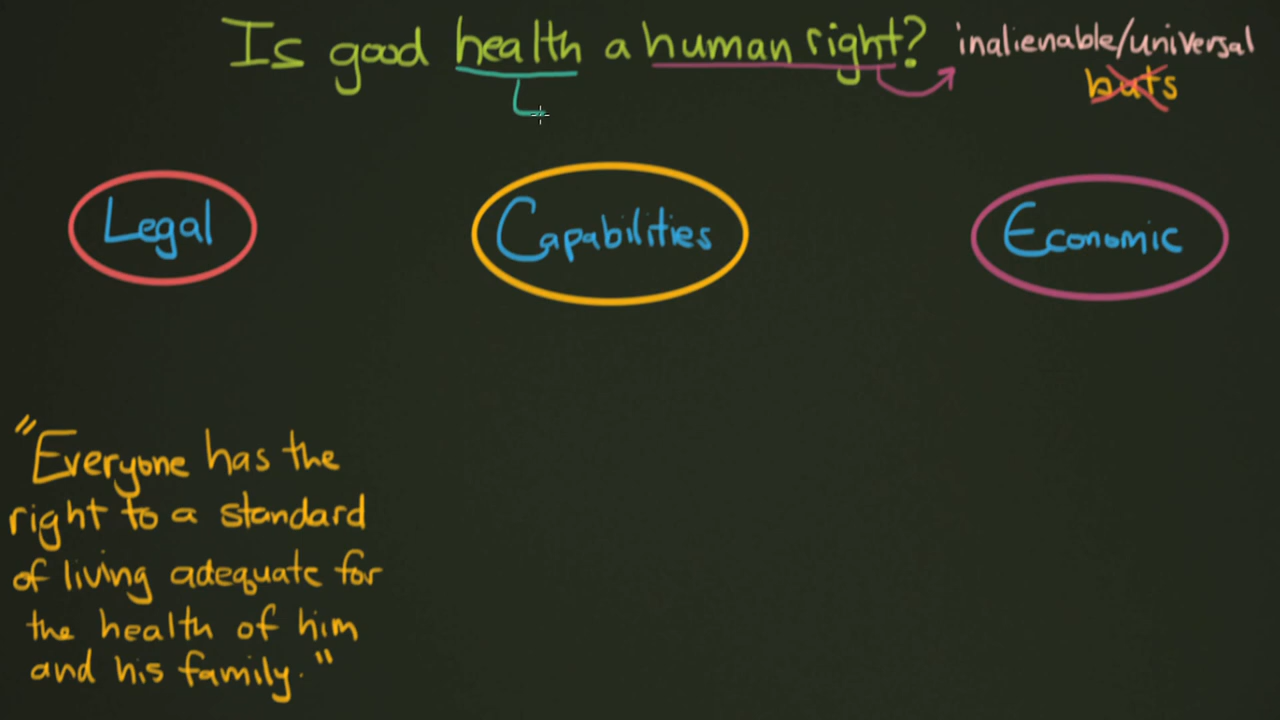 Is good health a human right? inalienable/universal
buts
Legal
Capabilities
Economic
"Everyone has the
right to a standard
of living adequate for
the health of him
and his family."